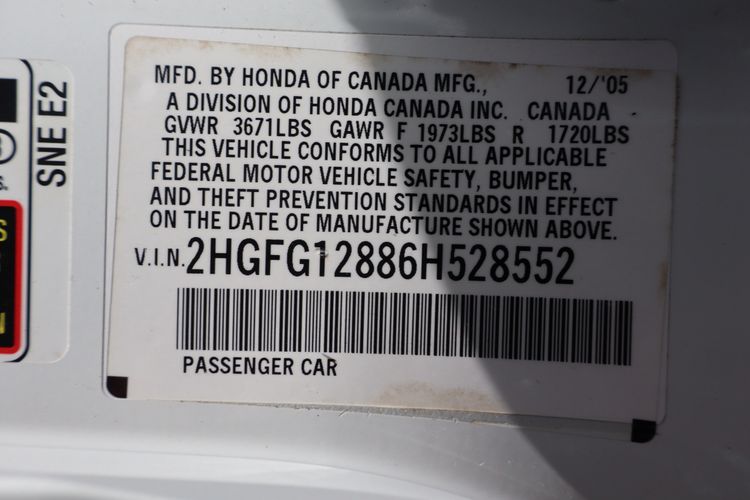 MFD. BY HONDA OF CANADA MFG., 12/'05
A DIVISION OF HONDA CANADA INC. CANADA
GVWR 3671LBS GAWR F 1973LBS R 1720LBS
THIS VEHICLE CONFORMS TO ALL APPLICABLE
FEDERAL MOTOR VEHICLE SAFETY, BUMPER,
AND THEFT PREVENTION STANDARDS IN EFFECT
ON THE DATE OF MANUFACTURE SHOWN ABOVE.
V.I.N. 2HGFG12886H528552
PASSENGER CAR
SNE E2